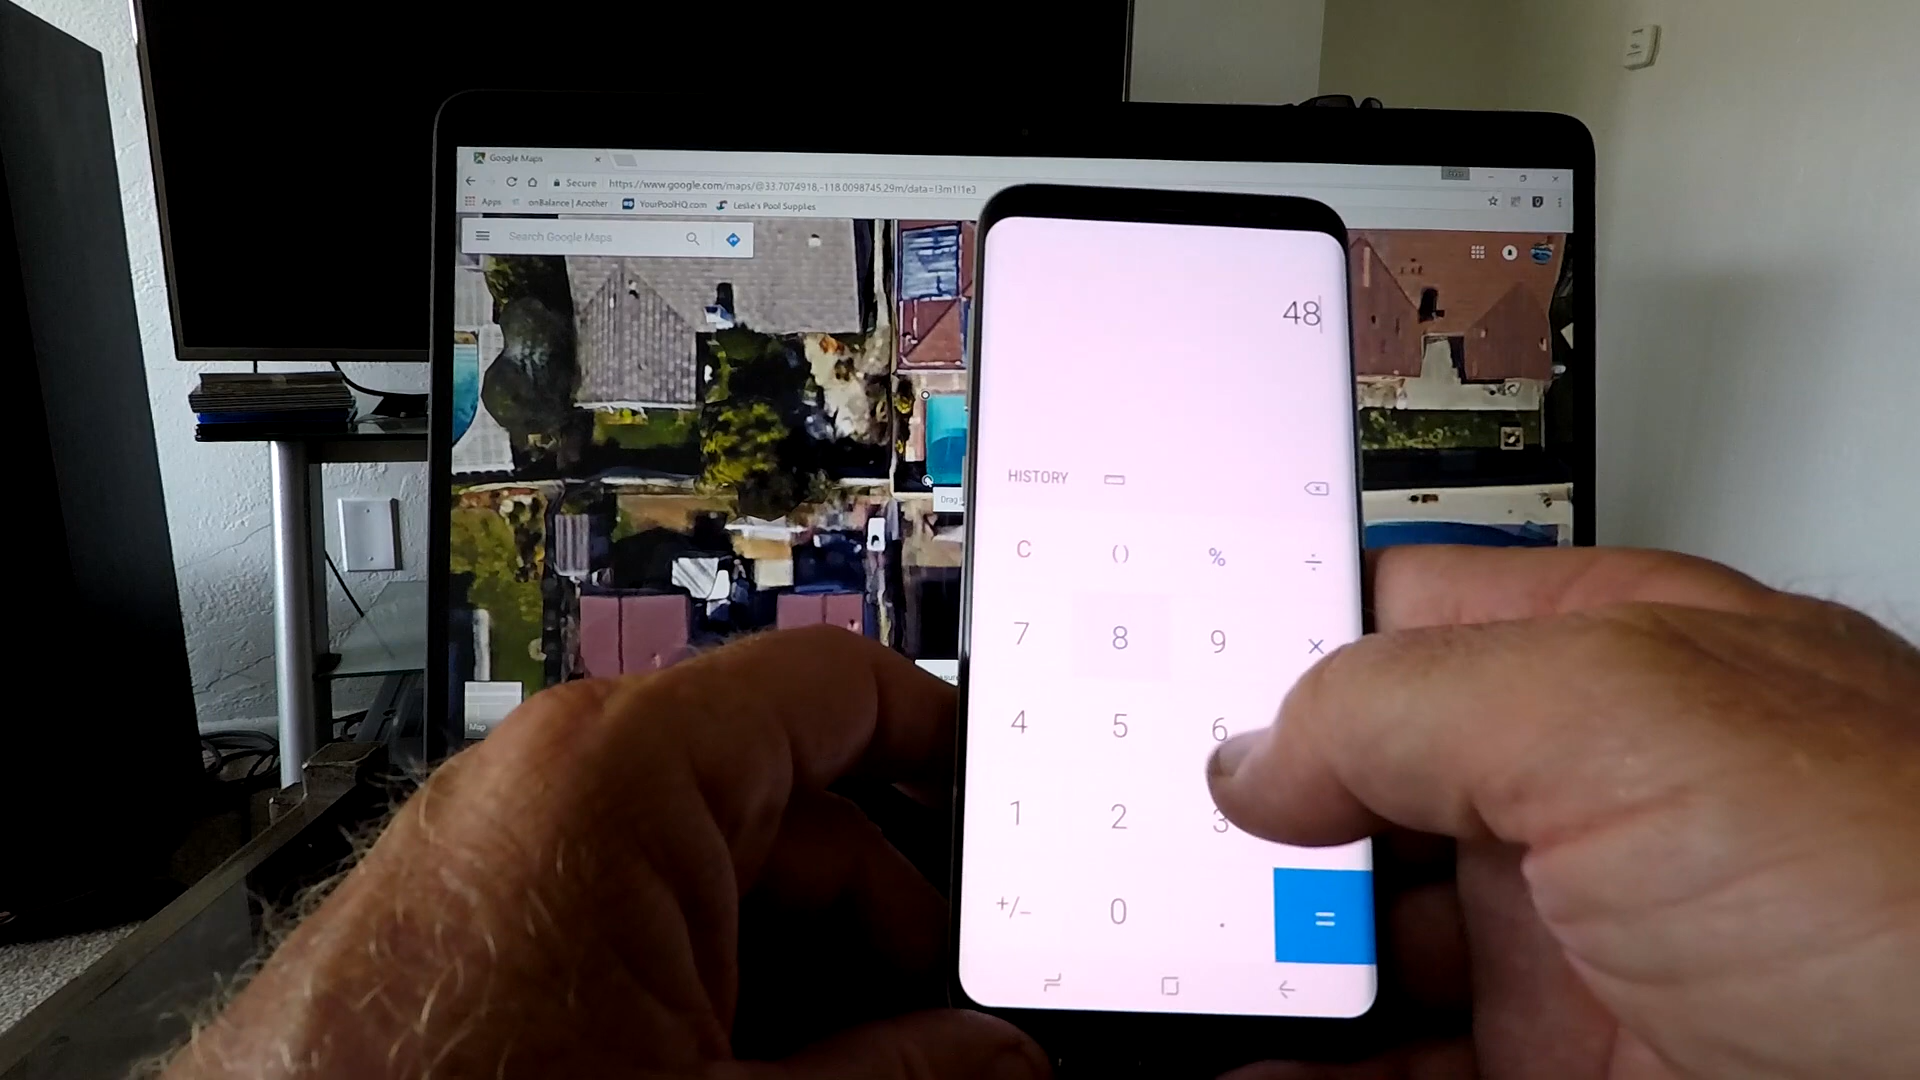 Google Maps
Secure
https://www.google.com/maps/@33.7074918,-118.0098745,29m/data=!3m1!1e3
Apps
onBalance | Another
YourPoolHQ.com
Leslie's Pool Supplies
Search Google Maps
Drag
Map
48
HISTORY
C () % ÷
7 8 9 ×
4 5 6
1 2 3
+/− 0 . =